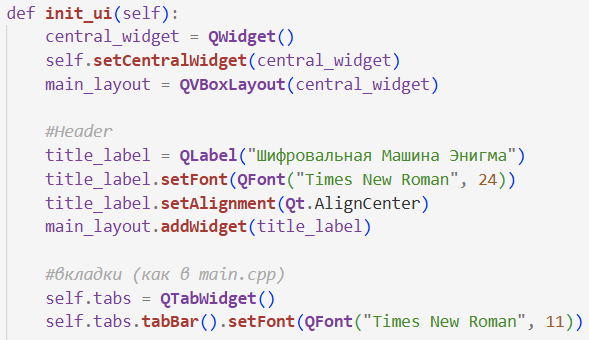 def init_ui(self):
    central_widget = QWidget()
    self.setCentralWidget(central_widget)
    main_layout = QVBoxLayout(central_widget)

    #Header
    title_label = QLabel("Шифровальная Машина Энигма")
    title_label.setFont(QFont("Times New Roman", 24))
    title_label.setAlignment(Qt.AlignCenter)
    main_layout.addWidget(title_label)

    #вкладки (как в main.cpp)
    self.tabs = QTabWidget()
    self.tabs.tabBar().setFont(QFont("Times New Roman", 11))